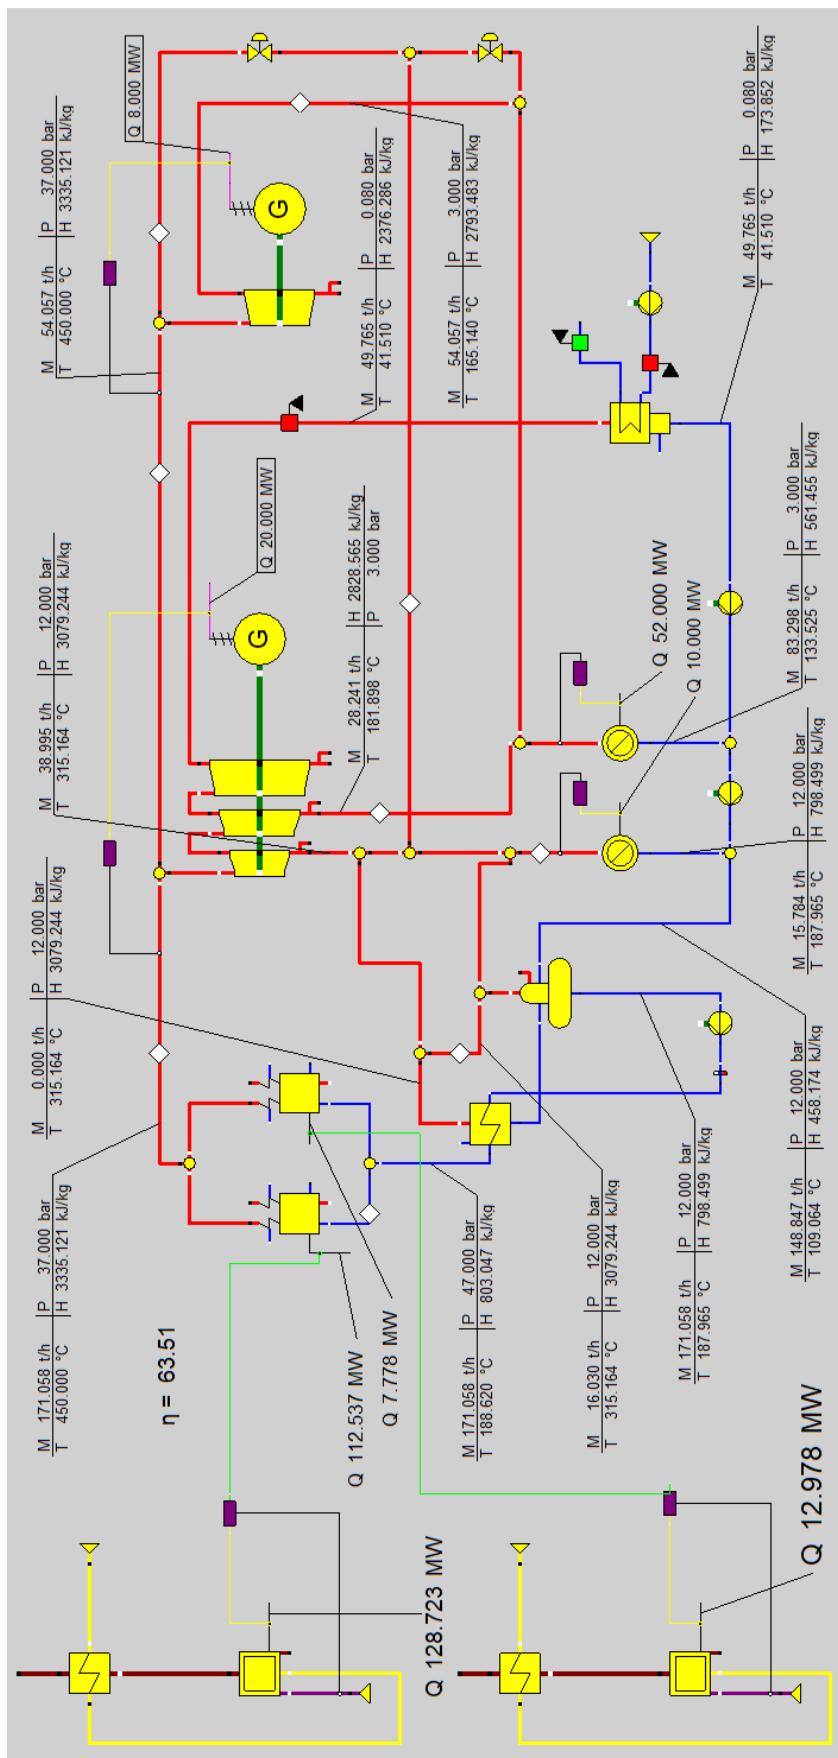 M 171.058 t/h P 37.000 bar
T 450.000 °C H 3335.121 kJ/kg
M 0.000 t/h P 12.000 bar
T 315.164 °C H 3079.244 kJ/kg
M 38.995 t/h P 12.000 bar
T 315.164 °C H 3079.244 kJ/kg
M 54.057 t/h P 37.000 bar
T 450.000 °C H 3335.121 kJ/kg
Q 8.000 MW
Q 20.000 MW
G
G
η = 63.51
M 28.241 t/h H 2828.565 kJ/kg
T 181.898 °C P 3.000 bar
M 49.765 t/h P 0.080 bar
T 41.510 °C H 2376.286 kJ/kg
M 54.057 t/h P 3.000 bar
T 165.140 °C H 2793.483 kJ/kg
Q 112.537 MW
Q 7.778 MW
Q 128.723 MW
M 171.058 t/h P 47.000 bar
T 188.620 °C H 803.047 kJ/kg
M 16.030 t/h P 12.000 bar
T 315.164 °C H 3079.244 kJ/kg
M 171.058 t/h P 12.000 bar
T 187.965 °C H 798.499 kJ/kg
M 148.847 t/h P 12.000 bar
T 109.064 °C H 458.174 kJ/kg
Q 52.000 MW
Q 10.000 MW
M 15.784 t/h P 12.000 bar
T 187.965 °C H 798.499 kJ/kg
M 83.298 t/h P 3.000 bar
T 133.525 °C H 561.455 kJ/kg
M 49.765 t/h P 0.080 bar
T 41.510 °C H 173.852 kJ/kg
Q 12.978 MW